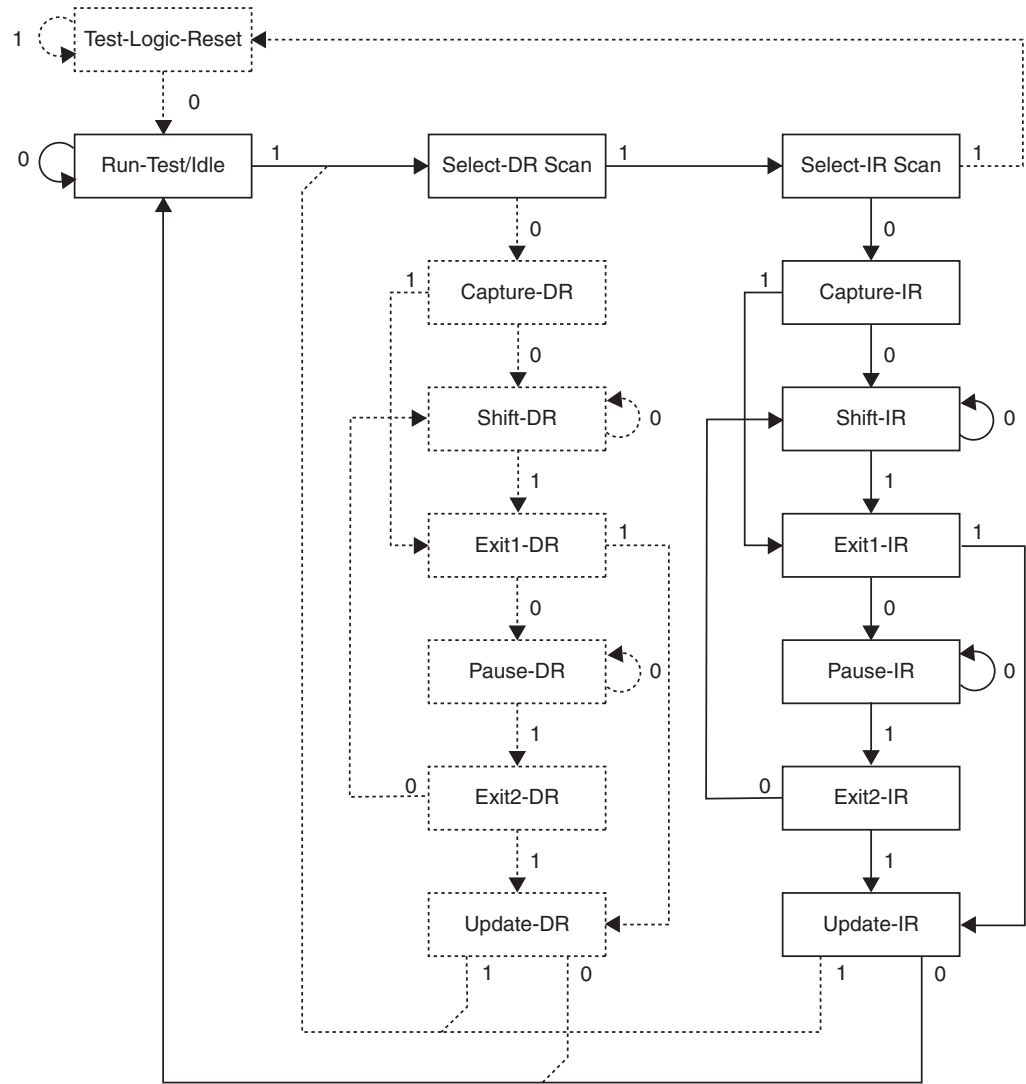 1 Test-Logic-Reset
0
0 Run-Test/Idle 1 Select-DR Scan 1 Select-IR Scan 1
0 0
1 Capture-DR 1 Capture-IR
0 0
Shift-DR 0 Shift-IR 0
1 1
Exit1-DR 1 Exit1-IR 1
0 0
Pause-DR 0 Pause-IR 0
1 1
0 Exit2-DR 0 Exit2-IR
1 1
Update-DR Update-IR
1 0 1 0